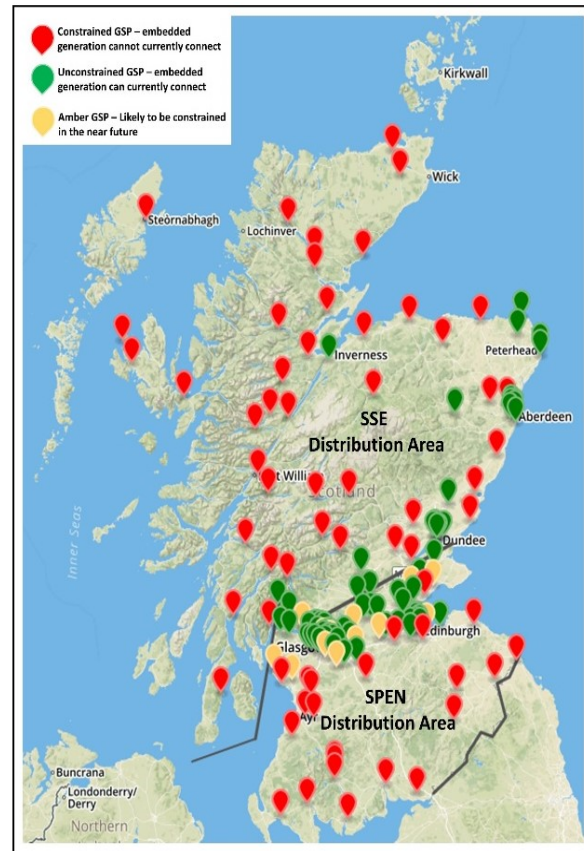 Constrained GSP – embedded
generation cannot currently connect
Unconstrained GSP – embedded
generation can currently connect
Amber GSP – Likely to be constrained
in the near future
Kirkwall
Wick
Steòrnabhagh
Lochinver
Inverness
Peterhead
SSE
Distribution Area
Aberdeen
Inner Seas
Dundee
Edinburgh
SPEN
Distribution Area
Buncrana
Londonderry/
Derry
Northern